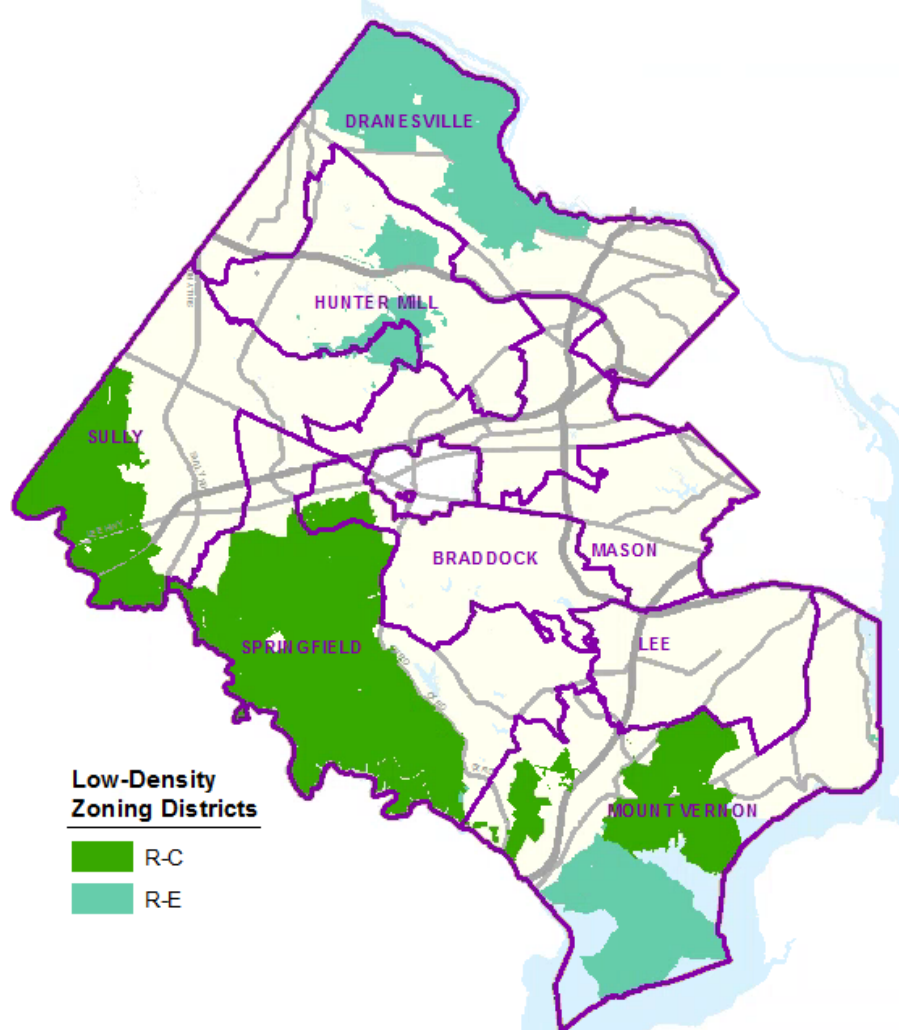 DRANESVILLE
HUNTER MILL
SULLY
BRADDOCK
MASON
SPRINGFIELD
LEE
MOUNT VERNON
Low-Density
Zoning Districts
R-C
R-E